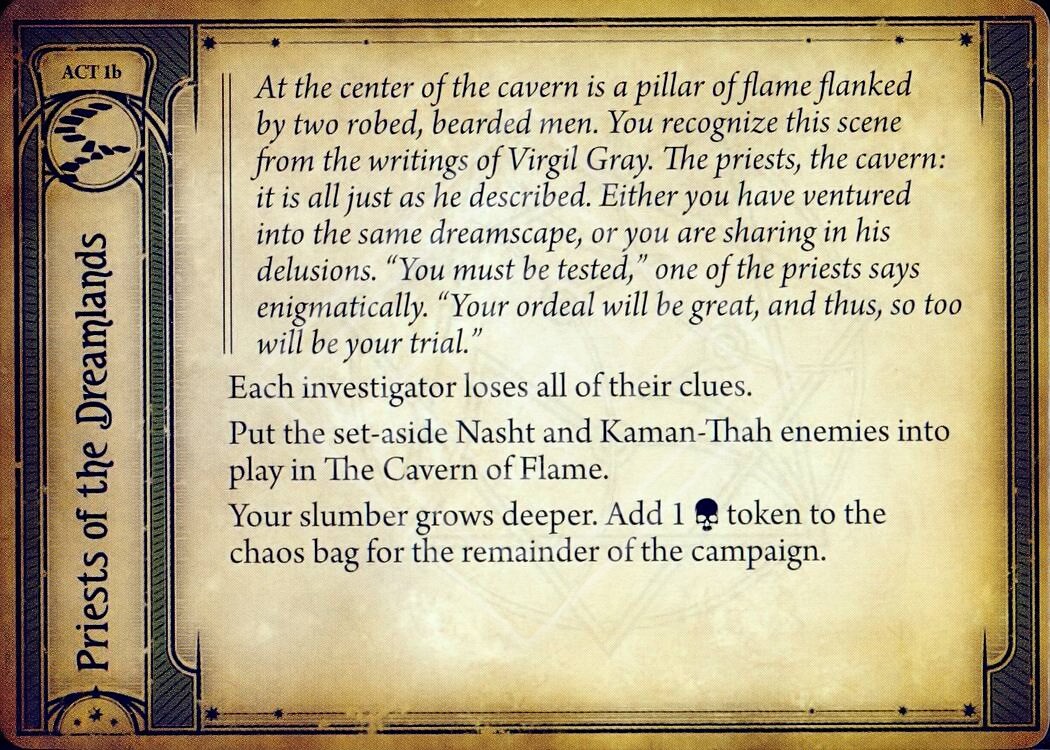 ACT 1b
Priests of the Dreamlands
At the center of the cavern is a pillar of flame flanked
by two robed, bearded men. You recognize this scene
from the writings of Virgil Gray. The priests, the cavern:
it is all just as he described. Either you have ventured
into the same dreamscape, or you are sharing in his
delusions. “You must be tested,” one of the priests says
enigmatically. “Your ordeal will be great, and thus, so too
will be your trial.”
Each investigator loses all of their clues.
Put the set-aside Nasht and Kaman-Thah enemies into
play in The Cavern of Flame.
Your slumber grows deeper. Add 1 token to the
chaos bag for the remainder of the campaign.